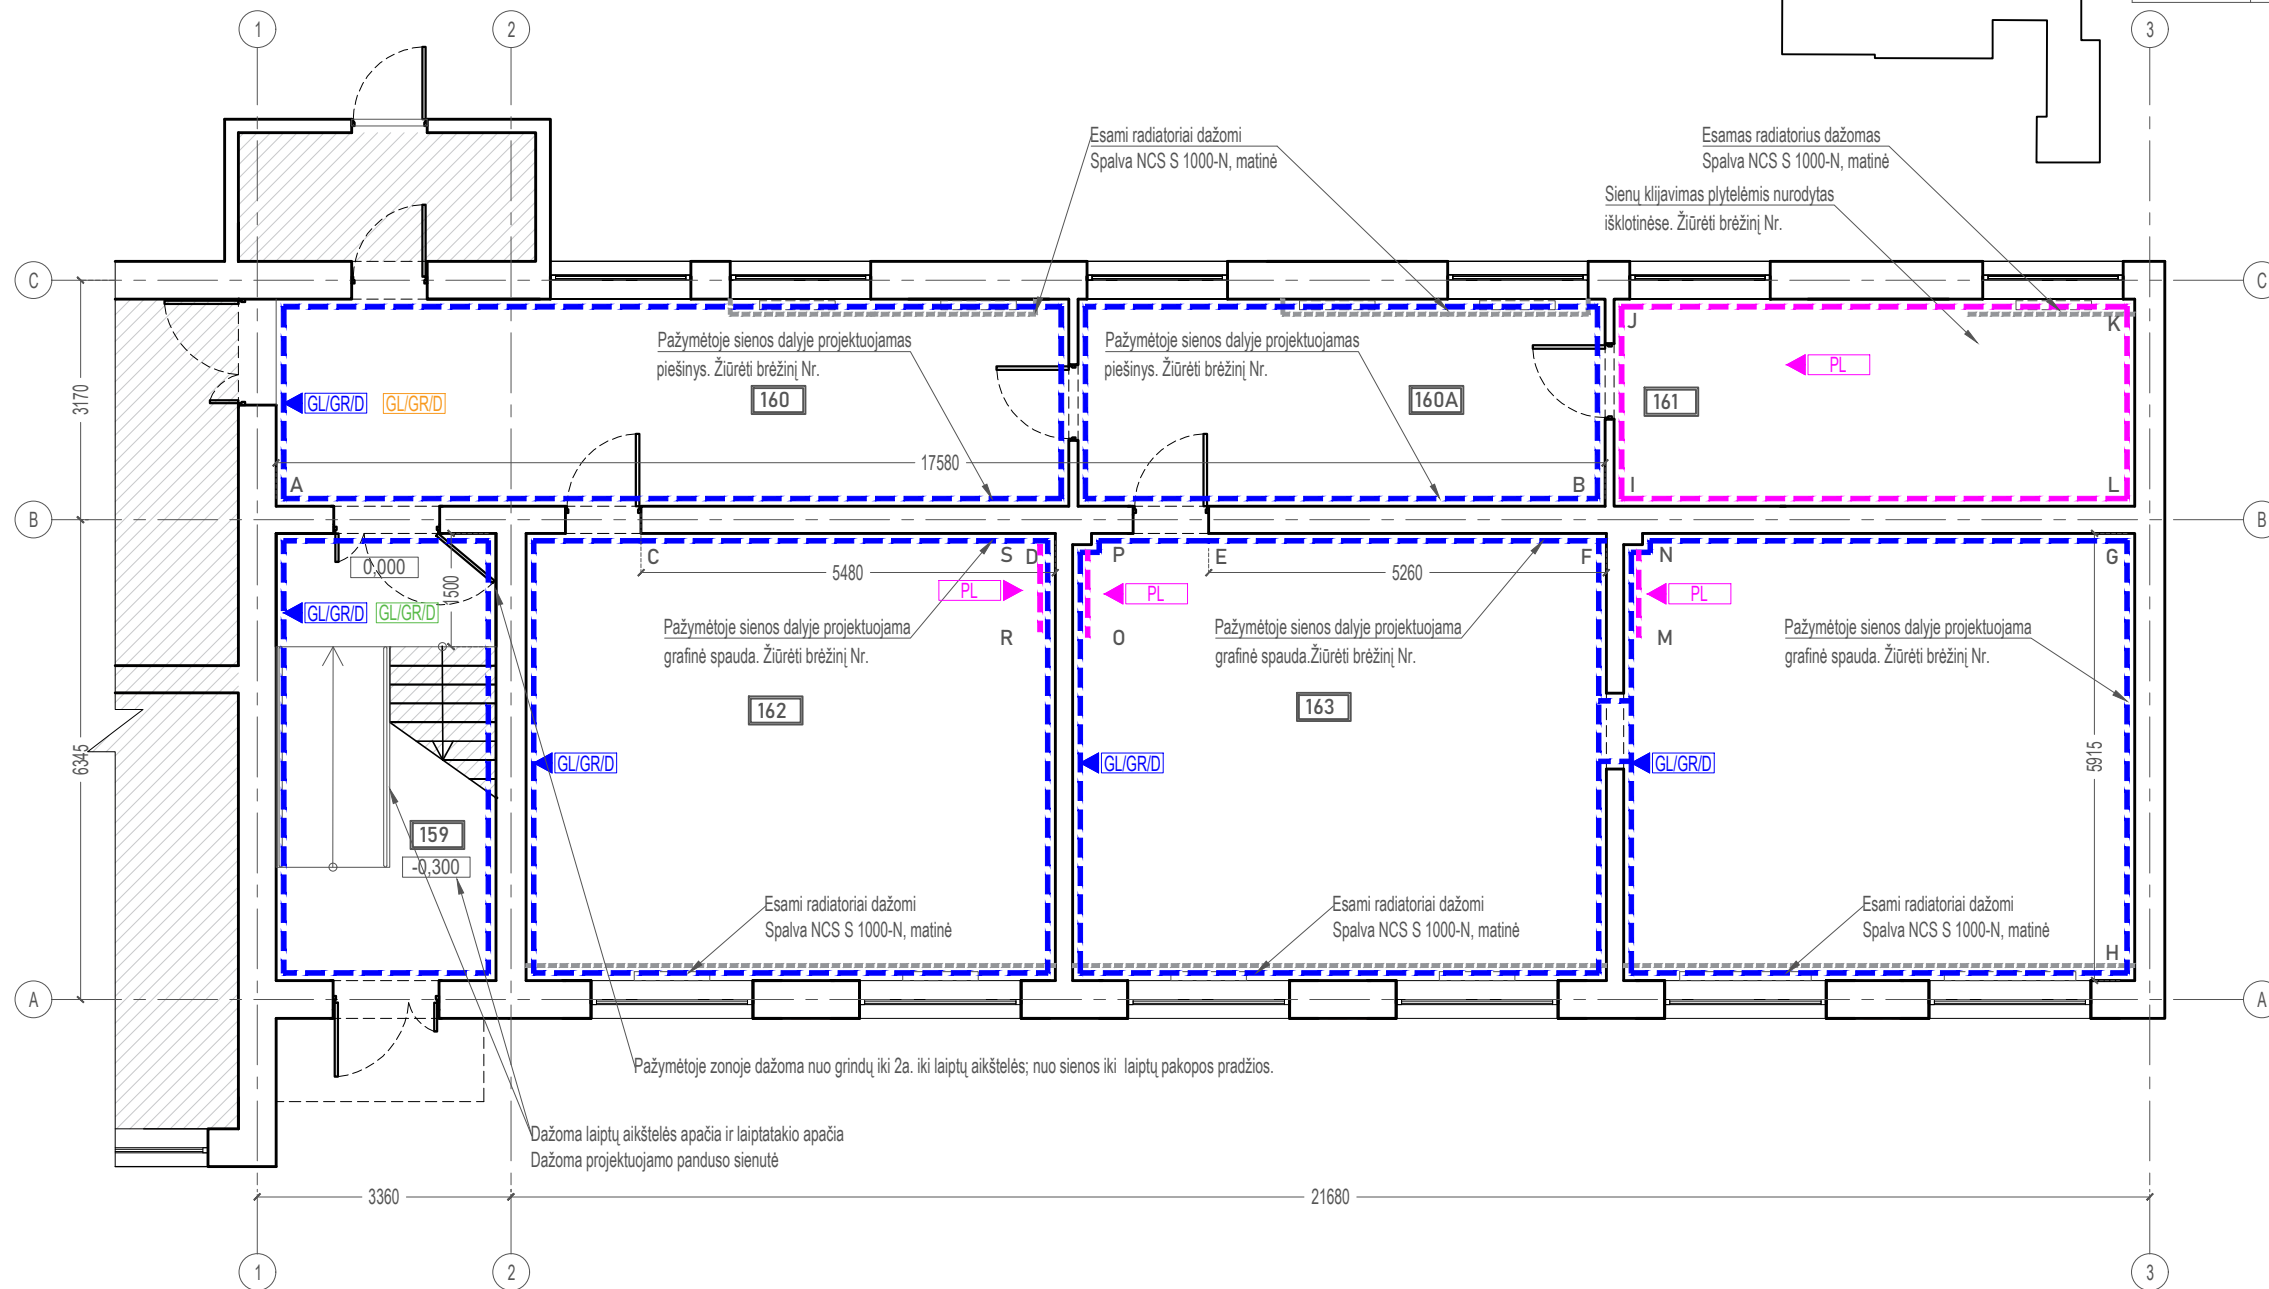 1
2
3
Esami radiatoriai dažomi
Spalva NCS S 1000-N, matinė
Esamas radiatorius dažomas
Spalva NCS S 1000-N, matinė
Sienų klijavimas plytelėmis nurodytas
išklotinėse. Žiūrėti brėžinį Nr.
C
C
J
K
Pažymėtoje sienos dalyje projektuojamas
piešinys. Žiūrėti brėžinį Nr.
Pažymėtoje sienos dalyje projektuojamas
piešinys. Žiūrėti brėžinį Nr.
PL
3170
GL/GR/D
GL/GR/D
160
160A
161
17580
A
B
I
L
B
B
0,000
1500
C
S
D
P
E
F
N
G
5480
5260
PL
PL
PL
GL/GR/D
GL/GR/D
R
O
M
Pažymėtoje sienos dalyje projektuojama
grafinė spauda. Žiūrėti brėžinį Nr.
Pažymėtoje sienos dalyje projektuojama
grafinė spauda.Žiūrėti brėžinį Nr.
Pažymėtoje sienos dalyje projektuojama
grafinė spauda. Žiūrėti brėžinį Nr.
162
163
6345
GL/GR/D
GL/GR/D
GL/GR/D
5915
159
-0,300
Esami radiatoriai dažomi
Spalva NCS S 1000-N, matinė
Esami radiatoriai dažomi
Spalva NCS S 1000-N, matinė
Esami radiatoriai dažomi
Spalva NCS S 1000-N, matinė
H
A
A
Pažymėtoje zonoje dažoma nuo grindų iki 2a. iki laiptų aikštelės; nuo sienos iki laiptų pakopos pradžios.
Dažoma laiptų aikštelės apačia ir laiptatakio apačia
Dažoma projektuojamo panduso sienutė
3360
21680
1
2
3